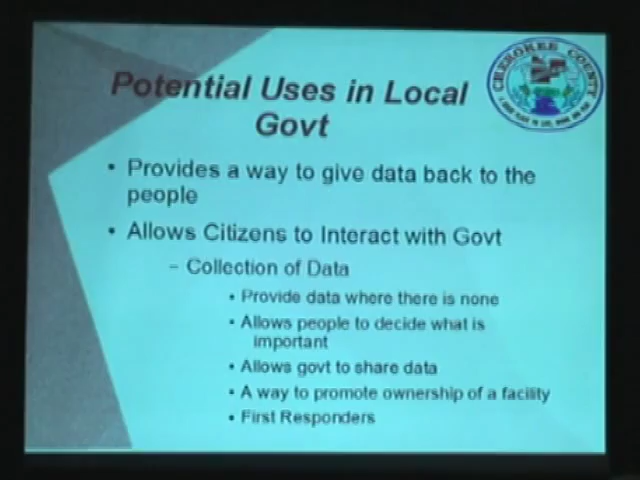 Potential Uses in Local
Govt
CHEROKEE COUNTY
• Provides a way to give data back to the
people
• Allows Citizens to Interact with Govt
– Collection of Data
• Provide data where there is none
• Allows people to decide what is
important
• Allows govt to share data
• A way to promote ownership of a facility
• First Responders